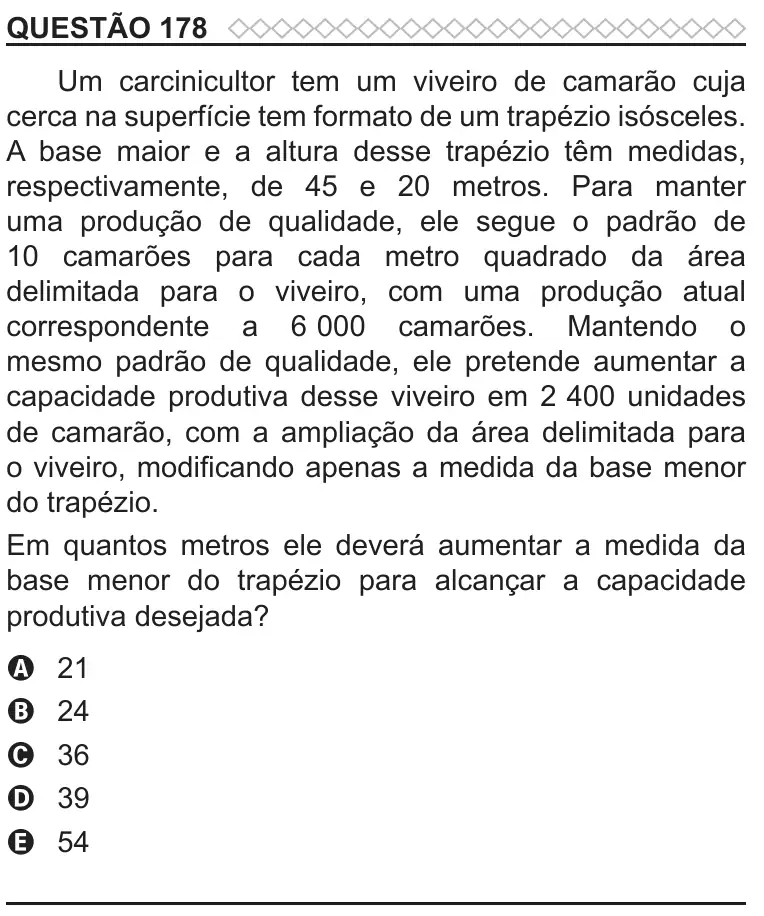 QUESTÃO 178
Um carcinicultor tem um viveiro de camarão cuja
cerca na superfície tem formato de um trapézio isósceles.
A base maior e a altura desse trapézio têm medidas,
respectivamente, de 45 e 20 metros. Para manter
uma produção de qualidade, ele segue o padrão de
10 camarões para cada metro quadrado da área
delimitada para o viveiro, com uma produção atual
correspondente a 6 000 camarões. Mantendo o
mesmo padrão de qualidade, ele pretende aumentar a
capacidade produtiva desse viveiro em 2 400 unidades
de camarão, com a ampliação da área delimitada para
o viveiro, modificando apenas a medida da base menor
do trapézio.
Em quantos metros ele deverá aumentar a medida da
base menor do trapézio para alcançar a capacidade
produtiva desejada?
A 21
B 24
C 36
D 39
E 54